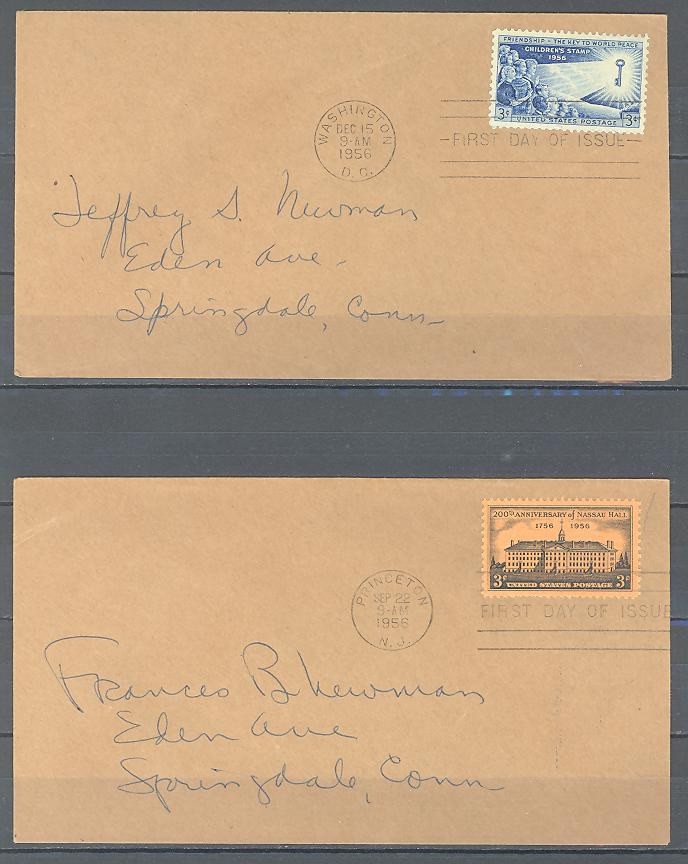 FRIENDSHIP - THE KEY TO WORLD PEACE
CHILDREN'S STAMP
1956
3¢ UNITED STATES POSTAGE 3¢
WASHINGTON
DEC 15
9-AM
1956
D.C.
FIRST DAY OF ISSUE
Jeffrey S. Newman
Eden Ave.
Springdale, Conn.
200TH ANNIVERSARY of NASSAU HALL
1756 1956
3¢ UNITED STATES POSTAGE 3¢
PRINCETON
SEP 22
9-AM
1956
N.J.
FIRST DAY OF ISSUE
Frances B. Newman
Eden Ave
Springdale, Conn